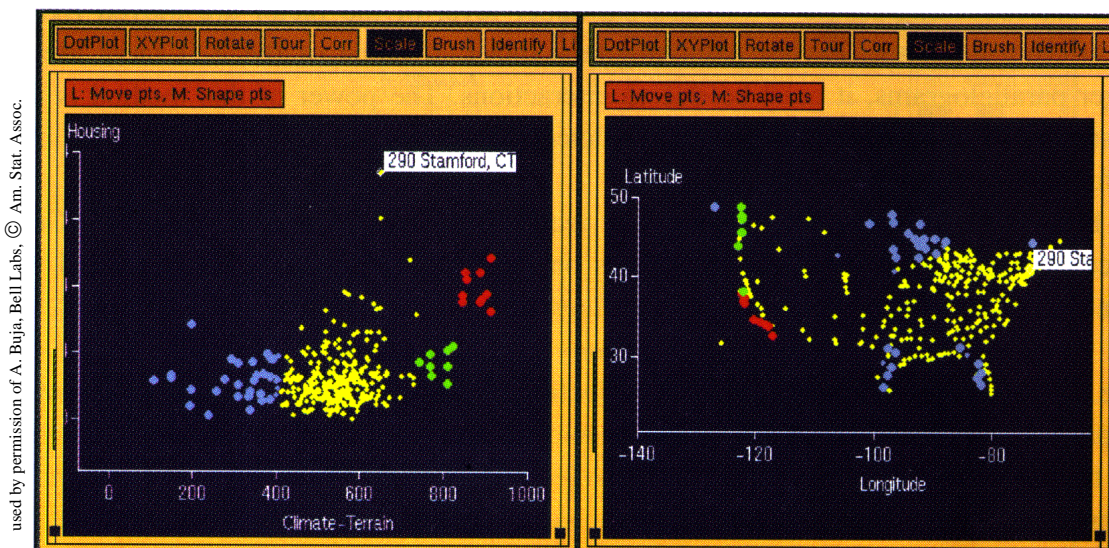 used by permission of A. Buja, Bell Labs, © Am. Stat. Assoc.
DotPlot XYPlot Rotate Tour Corr Scale Brush Identify Li
L: Move pts, M: Shape pts
Housing
290 Stamford, CT
0 200 400 600 800 1000
Climate-Terrain
DotPlot XYPlot Rotate Tour Corr Scale Brush Identify L
L: Move pts, M: Shape pts
Latitude
50
290 Sta
40
30
-140 -120 -100 -80
Longitude